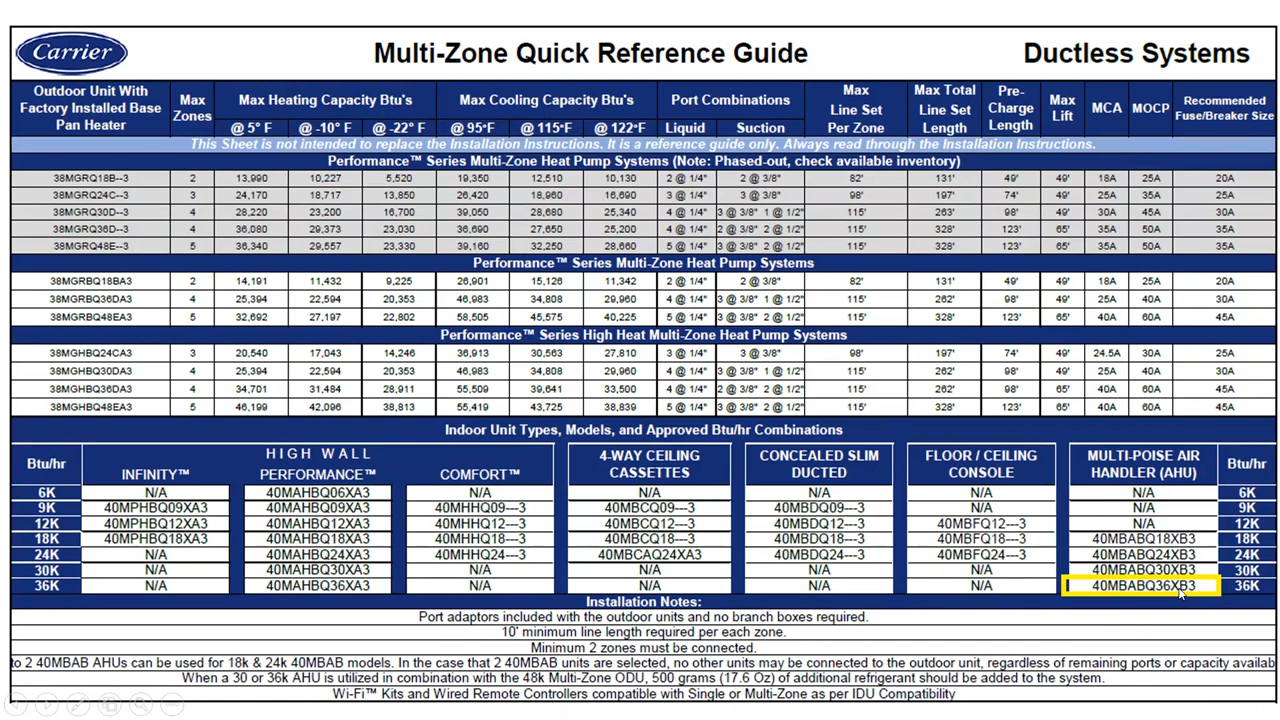 Carrier
Multi-Zone Quick Reference Guide
Ductless Systems
Outdoor Unit With Factory Installed Base Pan Heater | Max Zones | Max Heating Capacity Btu's | Max Cooling Capacity Btu's | Port Combinations | Max Line Set Per Zone | Max Total Line Set Length | Pre-Charge Length | Max Lift | MCA | MOCP | Recommended Fuse/Breaker Size
@ 5° F | @ -10° F | @ -22° F | @ 95°F | @ 115°F | @ 122°F | Liquid | Suction
This Sheet is not intended to replace the Installation Instructions. It is a reference guide only. Always read through the Installation Instructions.
Performance™ Series Multi-Zone Heat Pump Systems (Note: Phased-out, check available inventory)
38MGRQ18B--3 | 2 | 13,990 | 10,227 | 5,520 | 19,350 | 12,510 | 10,130 | 2 @ 1/4" | 2 @ 3/8" | 82' | 131' | 49' | 49' | 18A | 25A | 20A
38MGRQ24C--3 | 3 | 24,170 | 18,717 | 13,850 | 26,420 | 18,960 | 16,690 | 3 @ 1/4" | 3 @ 3/8" | 98' | 197' | 74' | 49' | 35A | 35A | 25A
38MGRQ30D--3 | 4 | 28,220 | 23,200 | 16,700 | 39,050 | 28,680 | 25,340 | 4 @ 1/4" | 3 @ 3/8" 1 @ 1/2" | 115' | 263' | 98' | 49' | 30A | 45A | 30A
38MGRQ36D--3 | 4 | 36,080 | 29,373 | 23,030 | 36,690 | 27,650 | 25,200 | 4 @ 1/4" | 2 @ 3/8" 2 @ 1/2" | 115' | 328' | 123' | 65' | 35A | 50A | 35A
38MGRQ48E--3 | 5 | 36,340 | 29,557 | 23,330 | 39,160 | 32,250 | 28,660 | 5 @ 1/4" | 3 @ 3/8" 2 @ 1/2" | 115' | 328' | 123' | 65' | 35A | 50A | 35A
Performance™ Series Multi-Zone Heat Pump Systems
38MGRBQ18BA3 | 2 | 14,191 | 11,432 | 9,225 | 26,901 | 15,126 | 11,342 | 2 @ 1/4" | 2 @ 3/8" | 82' | 131' | 49' | 49' | 18A | 25A | 20A
38MGRBQ36DA3 | 4 | 25,394 | 22,594 | 20,353 | 46,983 | 34,808 | 29,960 | 4 @ 1/4" | 3 @ 3/8" 1 @ 1/2" | 115' | 262' | 98' | 49' | 25A | 40A | 30A
38MGRBQ48EA3 | 5 | 32,692 | 27,197 | 22,802 | 58,505 | 45,575 | 40,225 | 5 @ 1/4" | 3 @ 3/8" 2 @ 1/2" | 115' | 328' | 123' | 65' | 35A | 50A | 35A
Performance™ Series High Heat Multi-Zone Heat Pump Systems
38MGHBQ24CA3 | 3 | 20,540 | 17,043 | 14,246 | 36,913 | 30,563 | 27,810 | 3 @ 1/4" | 3 @ 3/8" | 98' | 197' | 74' | 49' | 24.5A | 30A | 25A
38MGHBQ30DA3 | 4 | 25,394 | 22,594 | 20,353 | 46,983 | 34,808 | 29,960 | 4 @ 1/4" | 3 @ 3/8" 1 @ 1/2" | 115' | 262' | 98' | 49' | 25A | 40A | 30A
38MGHBQ36DA3 | 4 | 34,701 | 31,484 | 28,911 | 55,509 | 39,641 | 33,500 | 4 @ 1/4" | 2 @ 3/8" 2 @ 1/2" | 115' | 262' | 98' | 65' | 40A | 60A | 45A
38MGHBQ48EA3 | 5 | 46,199 | 42,096 | 38,813 | 55,419 | 43,725 | 38,839 | 5 @ 1/4" | 3 @ 3/8" 2 @ 1/2" | 115' | 328' | 123' | 65' | 40A | 60A | 45A
Indoor Unit Types, Models, and Approved Btu/hr Combinations
Btu/hr | HIGH WALL | 4-WAY CEILING CASSETTES | CONCEALED SLIM DUCTED | FLOOR / CEILING CONSOLE | MULTI-POISE AIR HANDLER (AHU) | Btu/hr
INFINITY™ | PERFORMANCE™ | COMFORT™
6K | N/A | 40MAHBQ06XA3 | N/A | N/A | N/A | N/A | N/A | 6K
9K | 40MPHBQ09XA3 | 40MAHBQ09XA3 | 40MHHQ09---3 | 40MBCQ09---3 | 40MBDQ09---3 | N/A | N/A | 9K
12K | 40MPHBQ12XA3 | 40MAHBQ12XA3 | 40MHHQ12---3 | 40MBCQ12---3 | 40MBDQ12---3 | 40MBFQ12---3 | N/A | 12K
18K | 40MPHBQ18XA3 | 40MAHBQ18XA3 | 40MHHQ18---3 | 40MBCQ18---3 | 40MBDQ18---3 | 40MBFQ18---3 | 40MBABQ18XB3 | 18K
24K | N/A | 40MAHBQ24XA3 | 40MHHQ24---3 | 40MBCAQ24XA3 | 40MBDQ24---3 | 40MBFQ24---3 | 40MBABQ24XB3 | 24K
30K | N/A | 40MAHBQ30XA3 | N/A | N/A | N/A | N/A | 40MBABQ30XB3 | 30K
36K | N/A | 40MAHBQ36XA3 | N/A | N/A | N/A | N/A | 40MBABQ36XB3 | 36K
Installation Notes:
Port adaptors included with the outdoor units and no branch boxes required.
10' minimum line length required per each zone.
Minimum 2 zones must be connected.
to 2 40MBAB AHUs can be used for 18k & 24k 40MBAB models. In the case that 2 40MBAB units are selected, no other units may be connected to the outdoor unit, regardless of remaining ports or capacity availab
When a 30 or 36k AHU is utilized in combination with the 48k Multi-Zone ODU, 500 grams (17.6 Oz) of additional refrigerant should be added to the system.
Wi-Fi™ Kits and Wired Remote Controllers compatible with Single or Multi-Zone as per IDU Compatibility